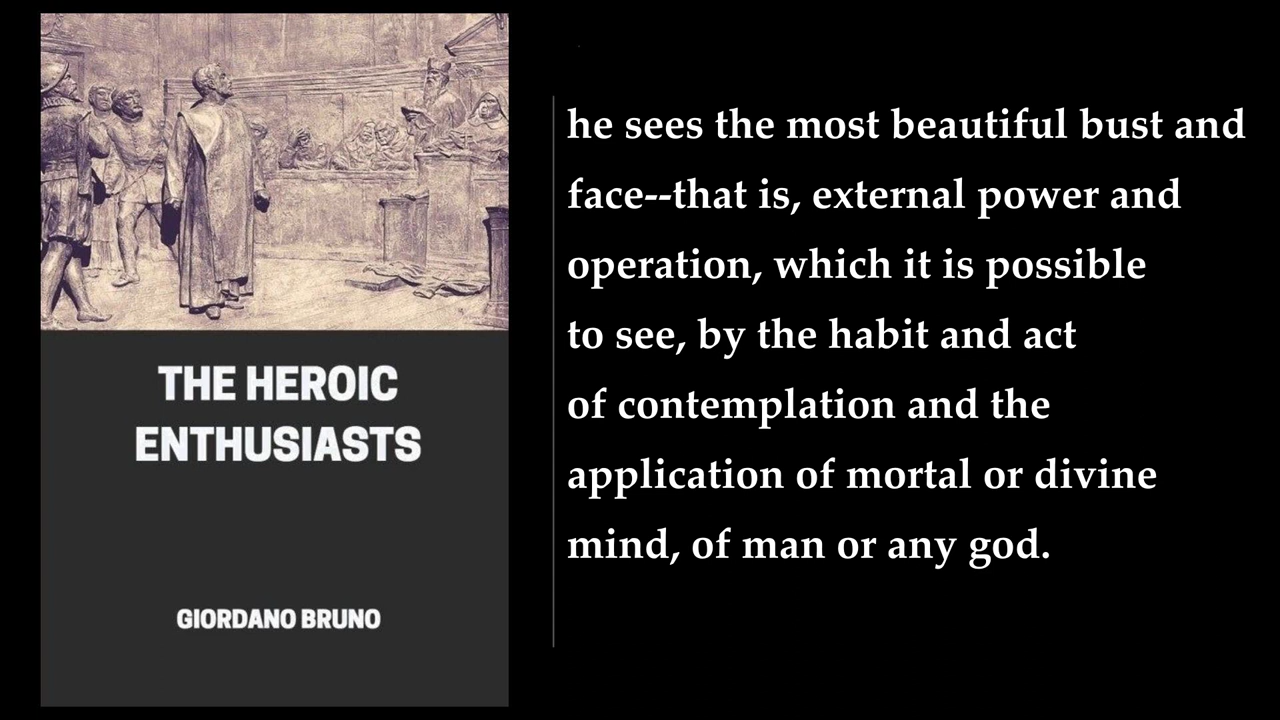 THE HEROIC
ENTHUSIASTS
GIORDANO BRUNO
he sees the most beautiful bust and
face--that is, external power and
operation, which it is possible
to see, by the habit and act
of contemplation and the
application of mortal or divine
mind, of man or any god.